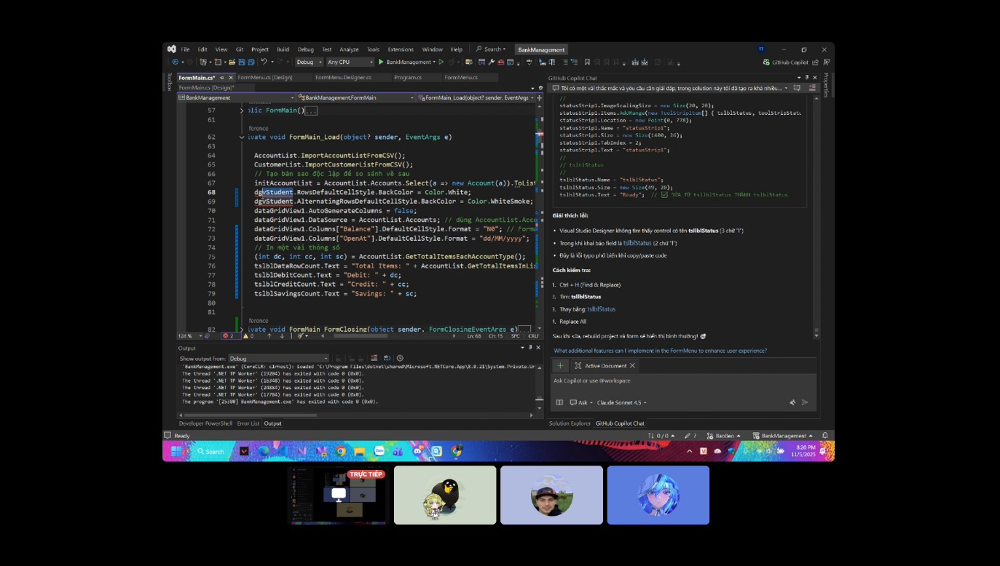 File Edit View Git Project Build Debug Test Analyze Tools Extensions Window Help Search BankManagement TT
Debug Any CPU BankManagement GitHub Copilot
Toolbox
FormMain.cs* FormMenu.cs [Design] FormMenu.Designer.cs Program.cs FormMenu.cs
FormMain.cs [Design]*
BankManagement BankManagement.FormMain FormMain_Load(object? sender, EventArgs
57 blic FormMain()...
61
ference
62 ivate void FormMain_Load(object? sender, EventArgs e)
63
64 AccountList.ImportAccountListFromCSV();
65 CustomerList.ImportCustomerListFromCSV();
66 // Tạo bản sao độc lập để so sánh về sau
67 initAccountList = AccountList.Accounts.Select(a => new Account(a)).ToList
68 dgvStudent.RowsDefaultCellStyle.BackColor = Color.White;
69 dgvStudent.AlternatingRowsDefaultCellStyle.BackColor = Color.WhiteSmoke;
70 dataGridView1.AutoGenerateColumns = false;
71 dataGridView1.DataSource = AccountList.Accounts; // dùng AccountList.Acco
72 dataGridView1.Columns["Balance"].DefaultCellStyle.Format = "N0"; // Forma
73 dataGridView1.Columns["OpenAt"].DefaultCellStyle.Format = "dd/MM/yyyy";
74 // In một vài thông số
75 (int dc, int cc, int sc) = AccountList.GetTotalItemsEachAccountType();
76 tslblDataRowCount.Text = "Total Items: " + AccountList.GetTotalItemsInLis
77 tslblDebitCount.Text = "Debit: " + dc;
78 tslblCreditCount.Text = "Credit: " + cc;
79 tslblSavingsCount.Text = "Savings: " + sc;
80
81
ference
82 ivate void FormMain_FormClosing(object sender, FormClosingEventArgs e)...
124 % 2 0 Ln: 68 Ch: 15 SPC CRLF
Output
Show output from: Debug
'BankManagement.exe' (CoreCLR: clrhost): Loaded 'C:\Program Files\dotnet\shared\Microsoft.NETCore.App\8.0.21\System.Private.Ur
The thread '.NET TP Worker' (19204) has exited with code 0 (0x0).
The thread '.NET TP Worker' (16348) has exited with code 0 (0x0).
The thread '.NET TP Worker' (24884) has exited with code 0 (0x0).
The thread '.NET TP Worker' (17784) has exited with code 0 (0x0).
The program '[25380] BankManagement.exe' has exited with code 0 (0x0).
Developer PowerShell Error List Output
GitHub Copilot Chat
Properties
Tôi có một vài thắc mắc và yêu cầu cần giải đáp, trong solution này tôi đã tạo ra khá nhiều...
//
statusStrip1.ImageScalingSize = new Size(20, 20);
statusStrip1.Items.AddRange(new ToolStripItem[] { tslblStatus, toolStripStatu
statusStrip1.Location = new Point(0, 778);
statusStrip1.Name = "statusStrip1";
statusStrip1.Size = new Size(1400, 26);
statusStrip1.TabIndex = 2;
statusStrip1.Text = "statusStrip1";
//
// tslblStatus
//
tslblStatus.Name = "tslblStatus";
tslblStatus.Size = new Size(49, 20);
tslblStatus.Text = "Ready"; // ✅ SỬA TỪ tsllblStatus THÀNH tslblStatus
Giải thích lỗi:
• Visual Studio Designer không tìm thấy control có tên tsllblStatus (3 chữ "l")
• Trong khi khai báo field là tslblStatus (2 chữ "l")
• Đây là lỗi typo phổ biến khi copy/paste code
Cách kiểm tra:
1. Ctrl + H (Find & Replace)
2. Tìm: tsllblStatus
3. Thay bằng: tslblStatus
4. Replace All
Sau khi sửa, rebuild project và form sẽ hiển thị bình thường!
What additional features can I implement in the FormMenu to enhance user experience?
+ Active Document
Ask Copilot or use @workspace
Ask Claude Sonnet 4.5
Solution Explorer GitHub Copilot Chat
Ready 0 / 0 7 BaoBeo BankManagement
Search Zalo V 8:20 PM
11/5/2025
TRỰC TIẾP